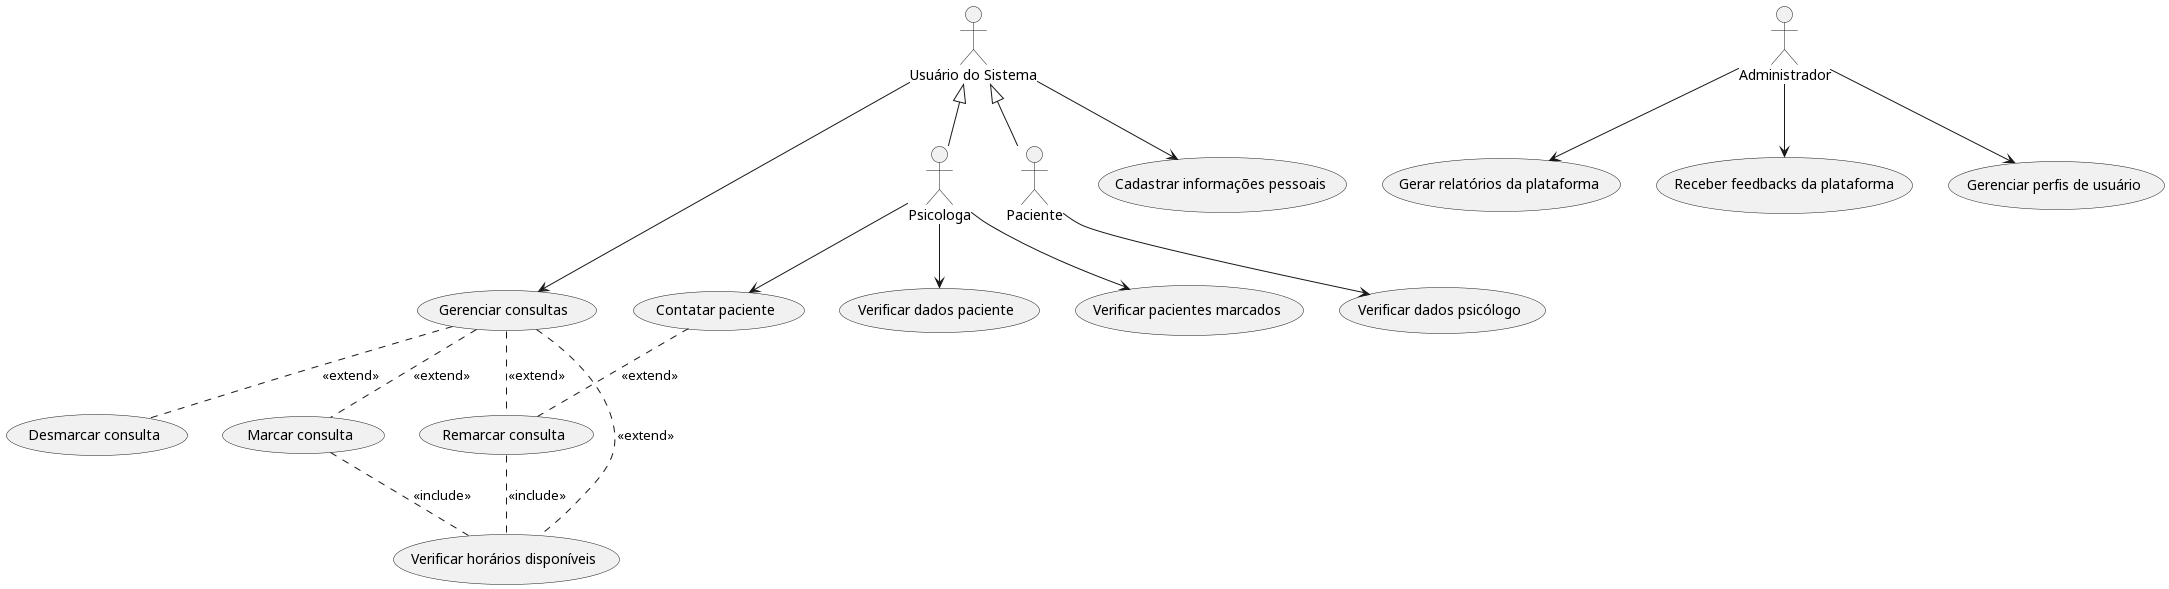 Usuário do Sistema
Administrador
Psicologa
Paciente
Cadastrar informações pessoais
Gerar relatórios da plataforma
Receber feedbacks da plataforma
Gerenciar perfis de usuário
Gerenciar consultas
Contatar paciente
Verificar dados paciente
Verificar pacientes marcados
Verificar dados psicólogo
«extend»
«extend»
«extend»
«extend»
Desmarcar consulta
Marcar consulta
Remarcar consulta
«extend»
«include»
«include»
Verificar horários disponíveis